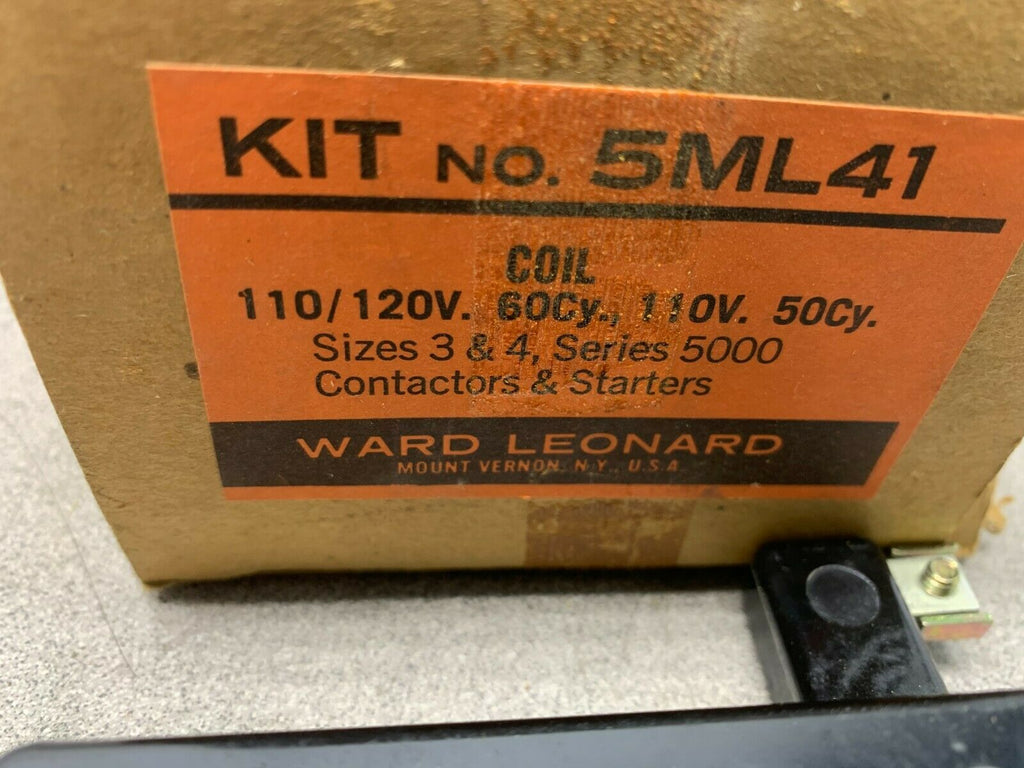 KIT NO. 5ML41
COIL
110/120V. 60Cy., 110V. 50Cy.
Sizes 3 & 4, Series 5000
Contactors & Starters
WARD LEONARD
MOUNT VERNON, N.Y., U.S.A